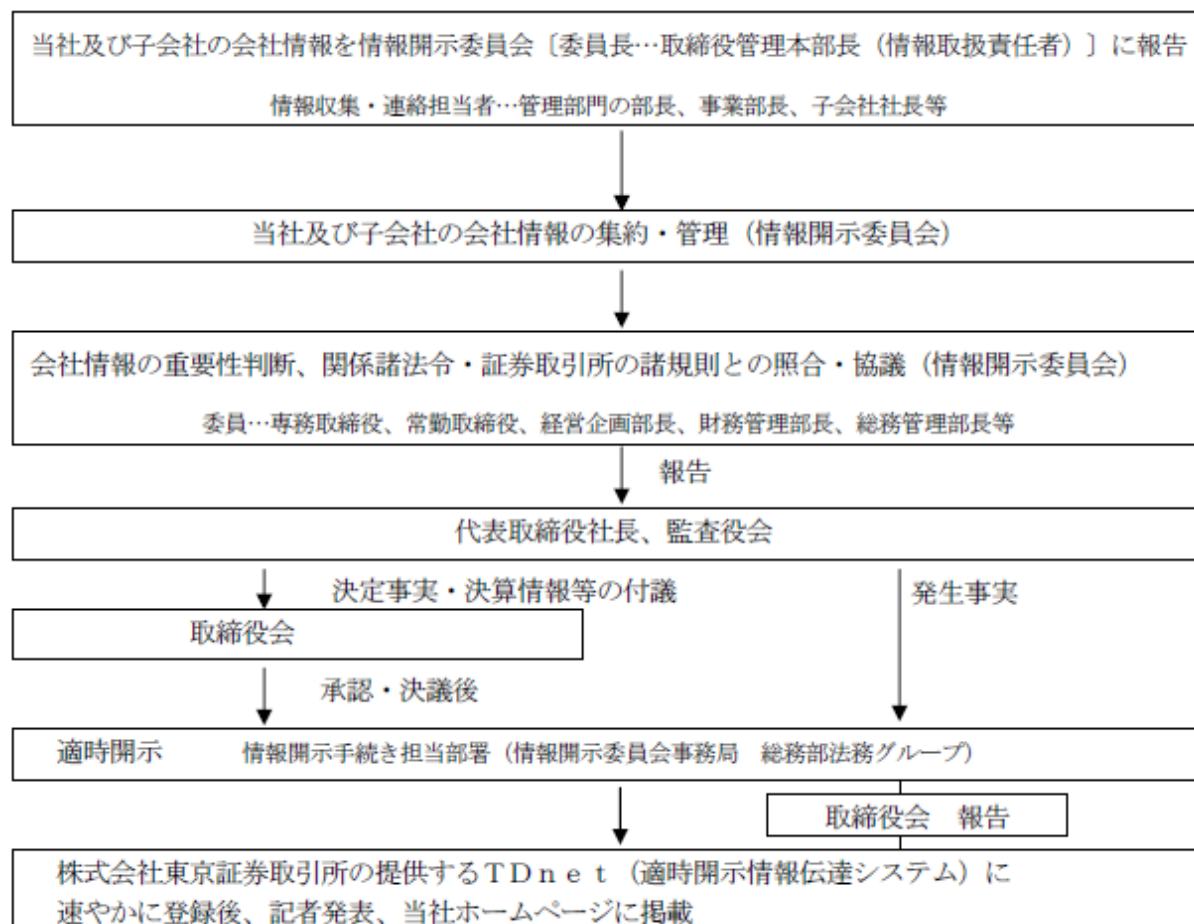 当社及び子会社の会社情報を情報開示委員会〔委員長…取締役管理本部長（情報取扱責任者）〕に報告
情報収集・連絡担当者…管理部門の部長、事業部長、子会社社長等
当社及び子会社の会社情報の集約・管理（情報開示委員会）
会社情報の重要性判断、関係諸法令・証券取引所の諸規則との照合・協議（情報開示委員会）
委員…専務取締役、常勤取締役、経営企画部長、財務管理部長、総務管理部長等
報告
代表取締役社長、監査役会
決定事実・決算情報等の付議
発生事実
取締役会
承認・決議後
適時開示　情報開示手続き担当部署（情報開示委員会事務局　総務部法務グループ）
取締役会　報告
株式会社東京証券取引所の提供するＴＤｎｅｔ（適時開示情報伝達システム）に
速やかに登録後、記者発表、当社ホームページに掲載